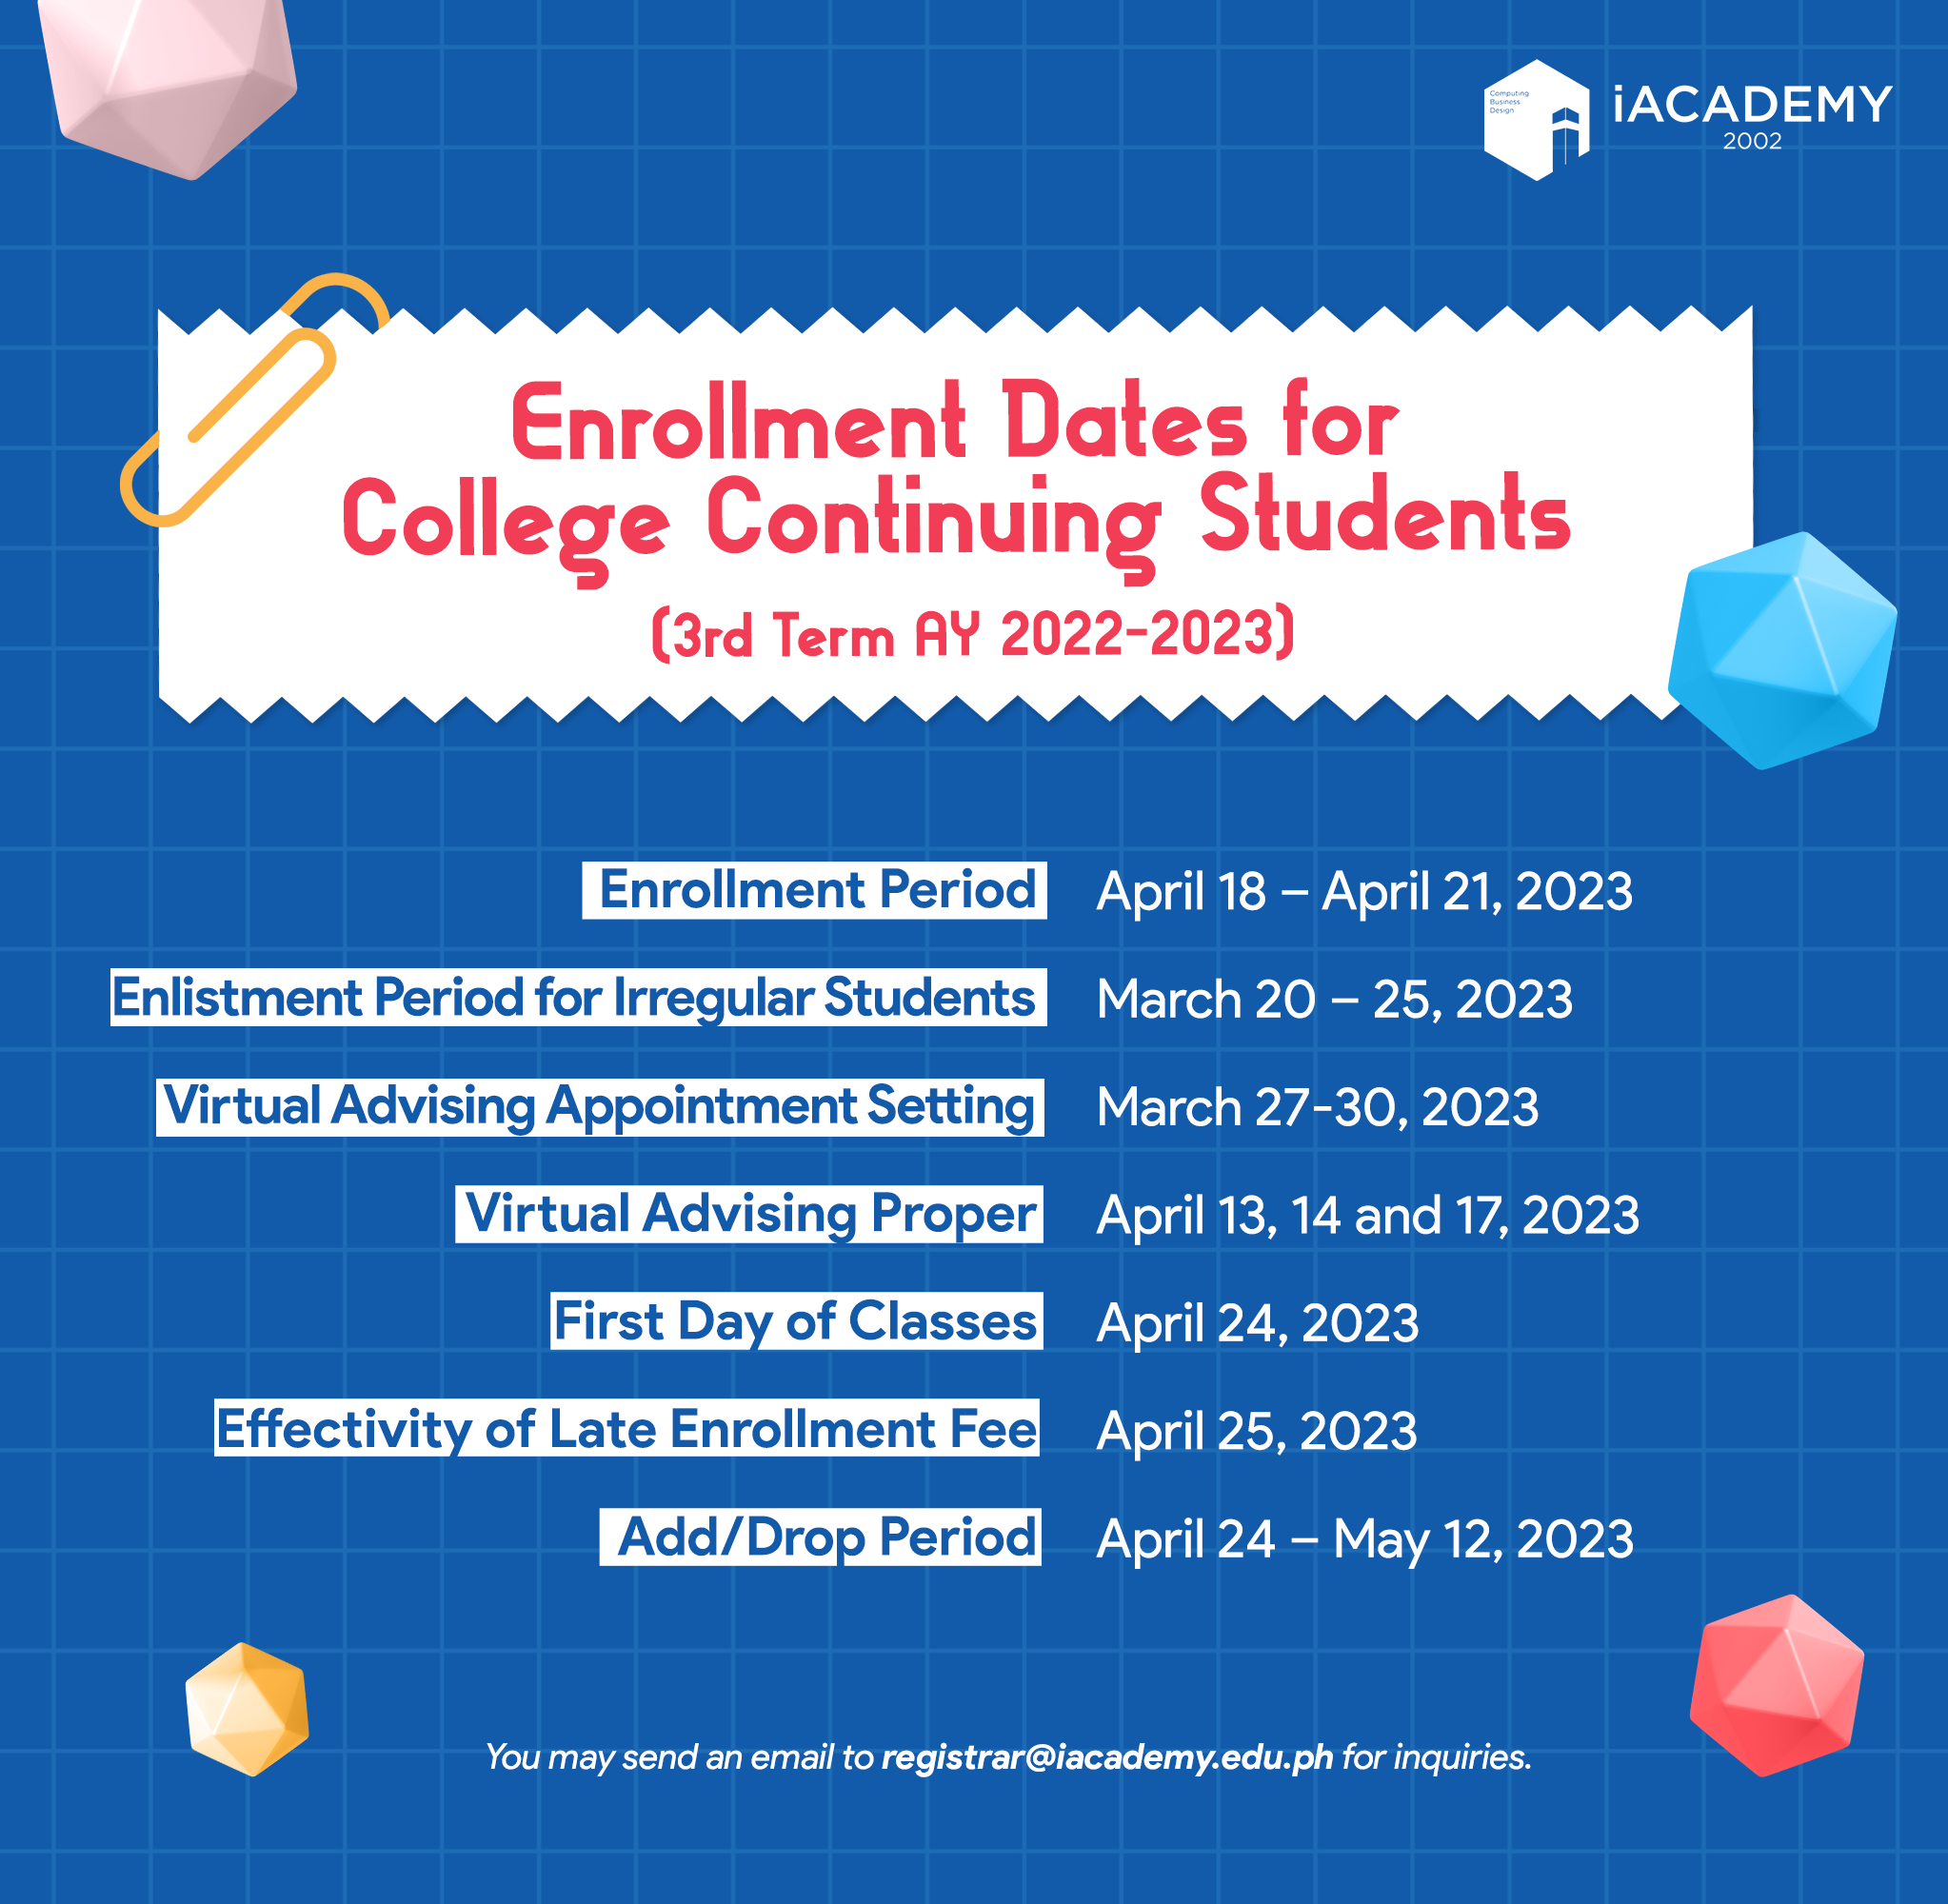 Computing
Business
Design
iACADEMY
2002
Enrollment Dates for
College Continuing Students
(3rd Term AY 2022-2023)
Enrollment Period April 18 – April 21, 2023
Enlistment Period for Irregular Students March 20 – 25, 2023
Virtual Advising Appointment Setting March 27-30, 2023
Virtual Advising Proper April 13, 14 and 17, 2023
First Day of Classes April 24, 2023
Effectivity of Late Enrollment Fee April 25, 2023
Add/Drop Period April 24 – May 12, 2023
You may send an email to registrar@iacademy.edu.ph for inquiries.